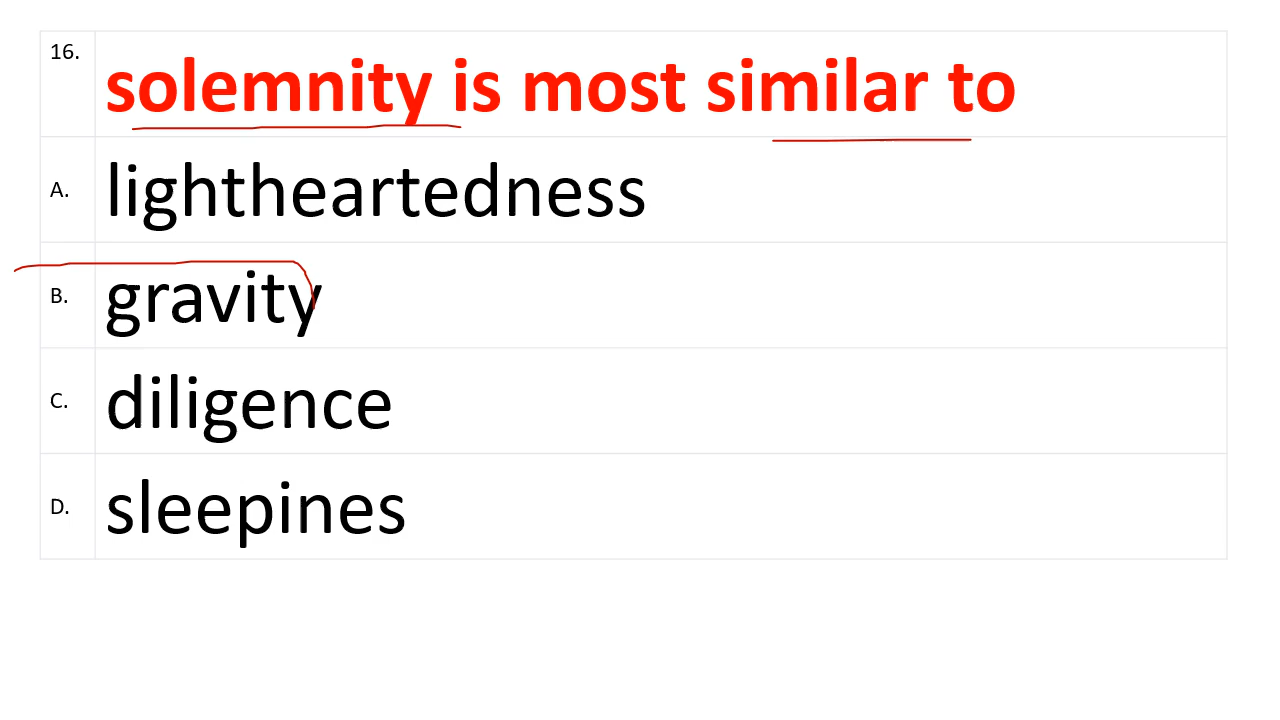 16. solemnity is most similar to
A. lightheartedness
B. gravity
C. diligence
D. sleepines